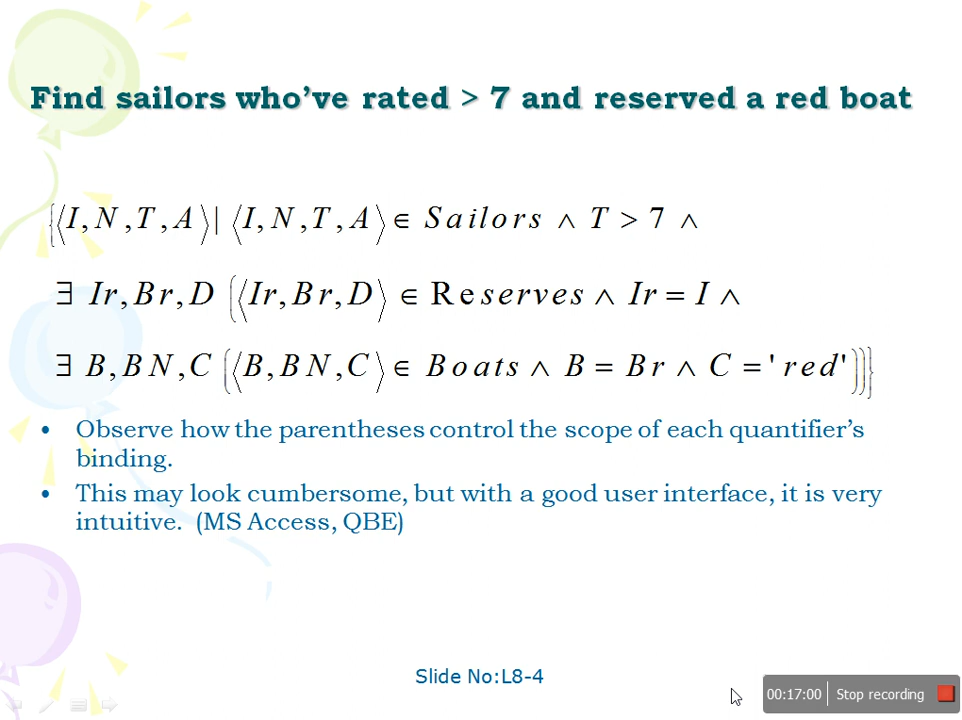 Find sailors who've rated > 7 and reserved a red boat
{⟨I, N, T, A⟩ | ⟨I, N, T, A⟩ ∈ Sailors ∧ T > 7 ∧
∃ Ir, Br, D (⟨Ir, Br, D⟩ ∈ Reserves ∧ Ir = I ∧
∃ B, BN, C (⟨B, BN, C⟩ ∈ Boats ∧ B = Br ∧ C = 'red'))}
• Observe how the parentheses control the scope of each quantifier's
binding.
• This may look cumbersome, but with a good user interface, it is very
intuitive. (MS Access, QBE)
Slide No:L8-4
00:17:00 Stop recording